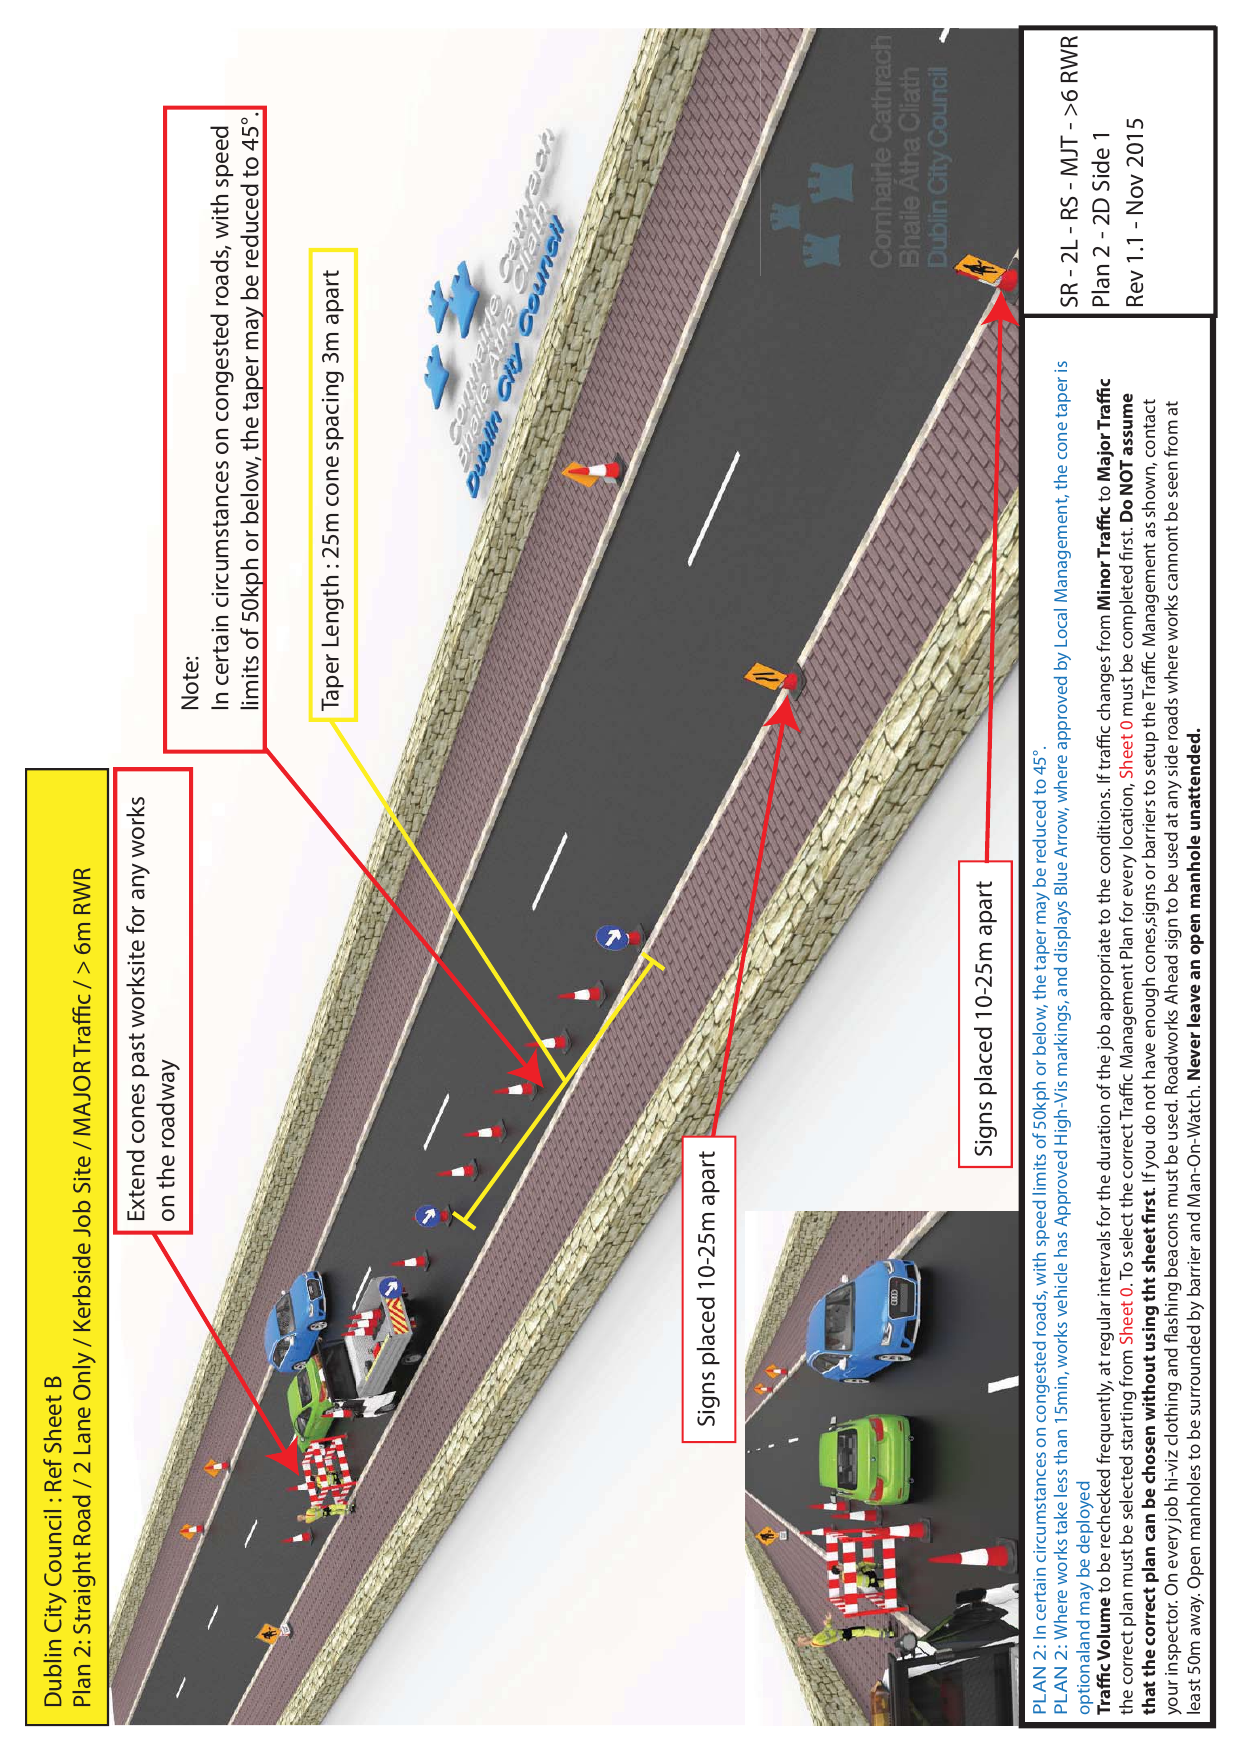 Dublin City Council : Ref Sheet B
Plan 2: Straight Road / 2 Lane Only / Kerbside Job Site / MAJOR Traffic / > 6m RWR
Extend cones past worksite for any works
on the roadway
Note:
In certain circumstances on congested roads, with speed
limits of 50kph or below, the taper may be reduced to 45°.
Taper Length : 25m cone spacing 3m apart
Comhairle Cathrach
Bhaile Átha Cliath
Dublin City Council
Signs placed 10-25m apart
Signs placed 10-25m apart
Comhairle Cathrach
Bhaile Átha Cliath
Dublin City Council
PLAN 2: In certain circumstances on congested roads, with speed limits of 50kph or below, the taper may be reduced to 45°.
PLAN 2: Where works take less than 15min, works vehicle has Approved High-Vis markings, and displays Blue Arrow, where approved by Local Management, the cone taper is
optionaland may be deployed
Traffic Volume to be rechecked frequently, at regular intervals for the duration of the job appropriate to the conditions. If traffic changes from Minor Traffic to Major Traffic
the correct plan must be selected starting from Sheet 0. To select the correct Traffic Management Plan for every location, Sheet 0 must be completed first. Do NOT assume
that the correct plan can be chosen without using tht sheet first. If you do not have enough cones,signs or barriers to setup the Traffic Management as shown, contact
your inspector. On every job hi-viz clothing and flashing beacons must be used. Roadworks Ahead sign to be used at any side roads where works cannont be seen from at
least 50m away. Open manholes to be surrounded by barrier and Man-On-Watch. Never leave an open manhole unattended.
SR - 2L - RS - MJT - >6 RWR
Plan 2 - 2D Side 1
Rev 1.1 - Nov 2015